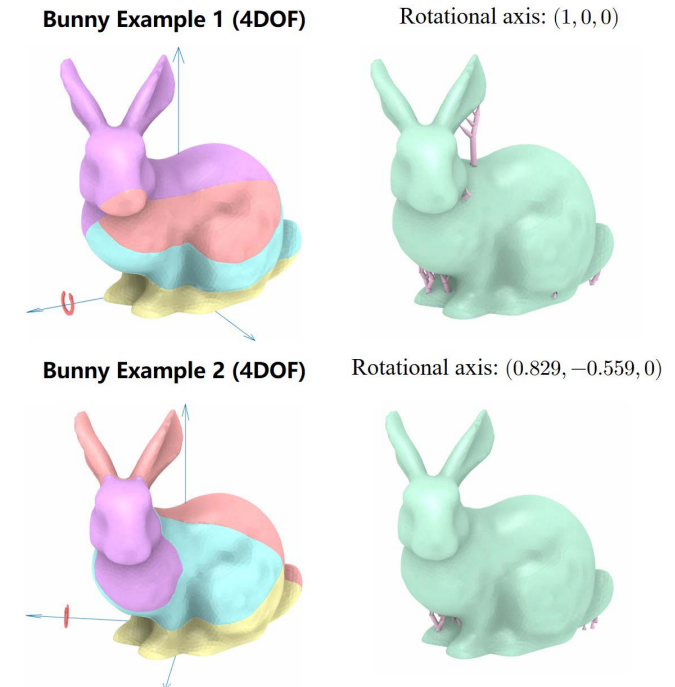 Bunny Example 1 (4DOF)
Rotational axis: (1, 0, 0)
Bunny Example 2 (4DOF)
Rotational axis: (0.829, −0.559, 0)